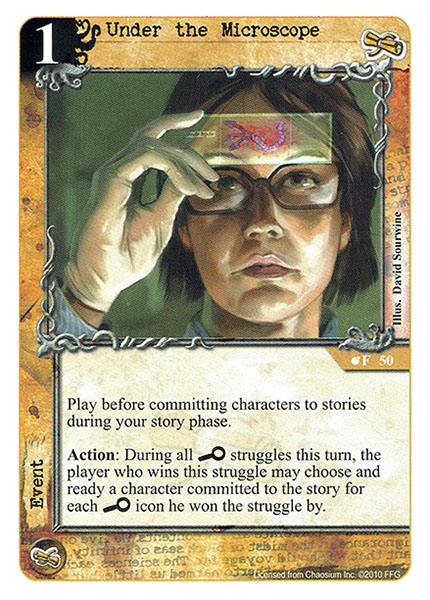 1
Under the Microscope
Illus. David Sourwine
F 50
Play before committing characters to stories
during your story phase.
Action: During all struggles this turn, the
player who wins this struggle may choose and
ready a character committed to the story for
each icon he won the struggle by.
Event
Licensed from Chaosium Inc. ©2010 FFG